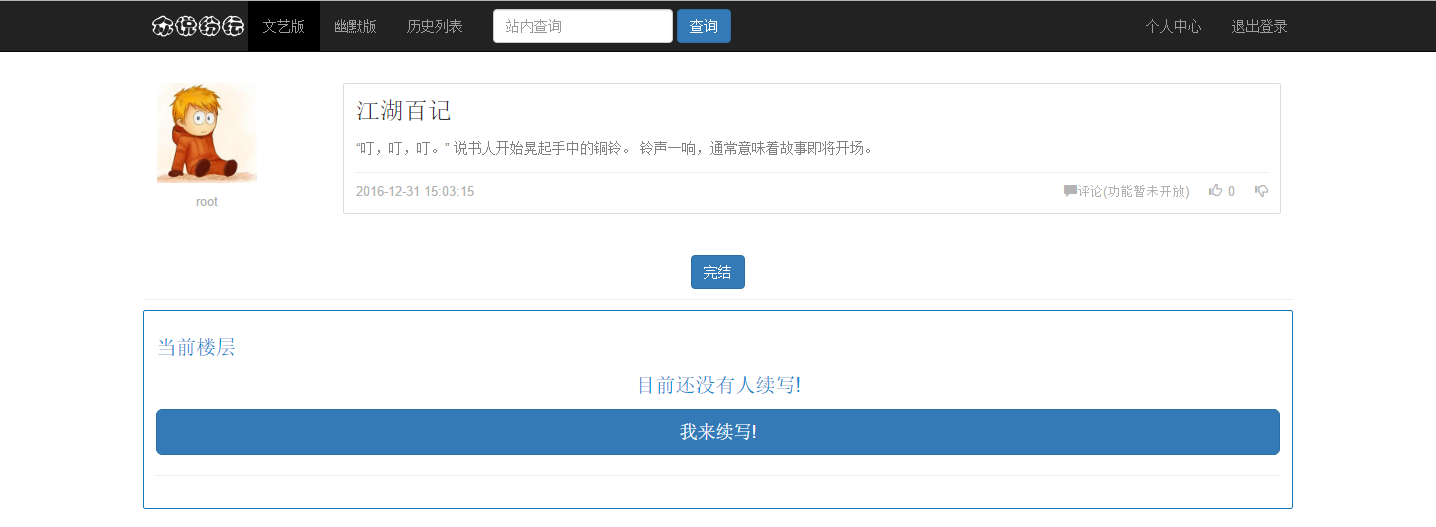 众说纷纭 文艺版 幽默版 历史列表 站内查询 查询 个人中心 退出登录
江湖百记
“叮，叮，叮。” 说书人开始晃起手中的铜铃。 铃声一响，通常意味着故事即将开场。
2016-12-31 15:03:15 评论(功能暂未开放) 0
root
完结
当前楼层
目前还没有人续写!
我来续写!